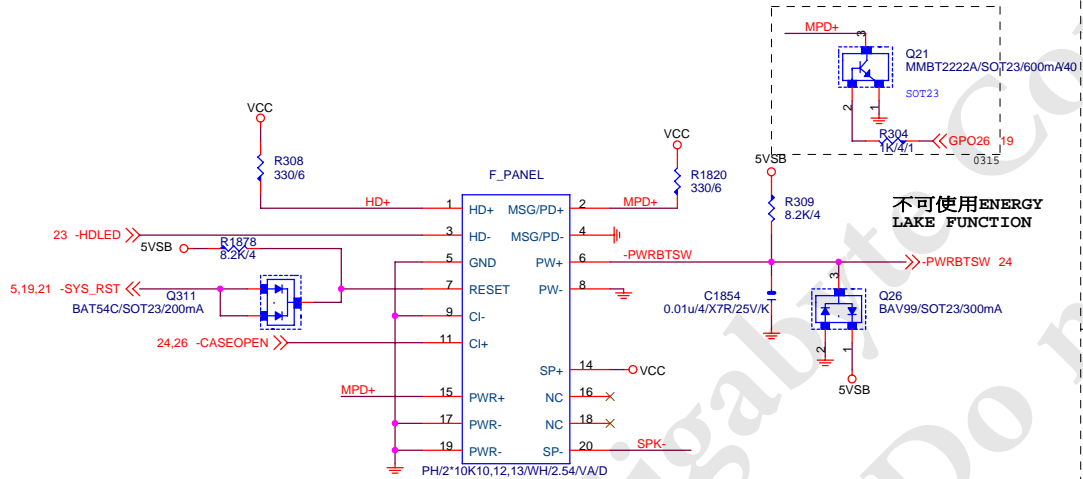 MPD+
3
Q21
MMBT2222A/SOT23/600mA/40
SOT23
2
1
R304
1K/4/1
GPO26 19
0315
VCC
R308
330/6
HD+
F_PANEL
VCC
R1820
330/6
MPD+
5VSB
R309
8.2K/4
不可使用ENERGY
LAKE FUNCTION
1 HD+ MSG/PD+ 2
23 -HDLED
3 HD- MSG/PD- 4
5VSB
R1878
8.2K/4
5 GND PW+ 6
-PWRBTSW
-PWRBTSW 24
5,19,21 -SYS_RST
Q311
BAT54C/SOT23/200mA
7 RESET PW- 8
C1854
0.01u/4/X7R/25V/K
3
Q26
BAV99/SOT23/300mA
2
1
5VSB
9 CI-
24,26 -CASEOPEN
11 CI+
SP+ 14
VCC
MPD+
15 PWR+ NC 16
17 PWR- NC 18
19 PWR- SP- 20
SPK-
PH/2*10K10,12,13/WH/2.54/VA/D